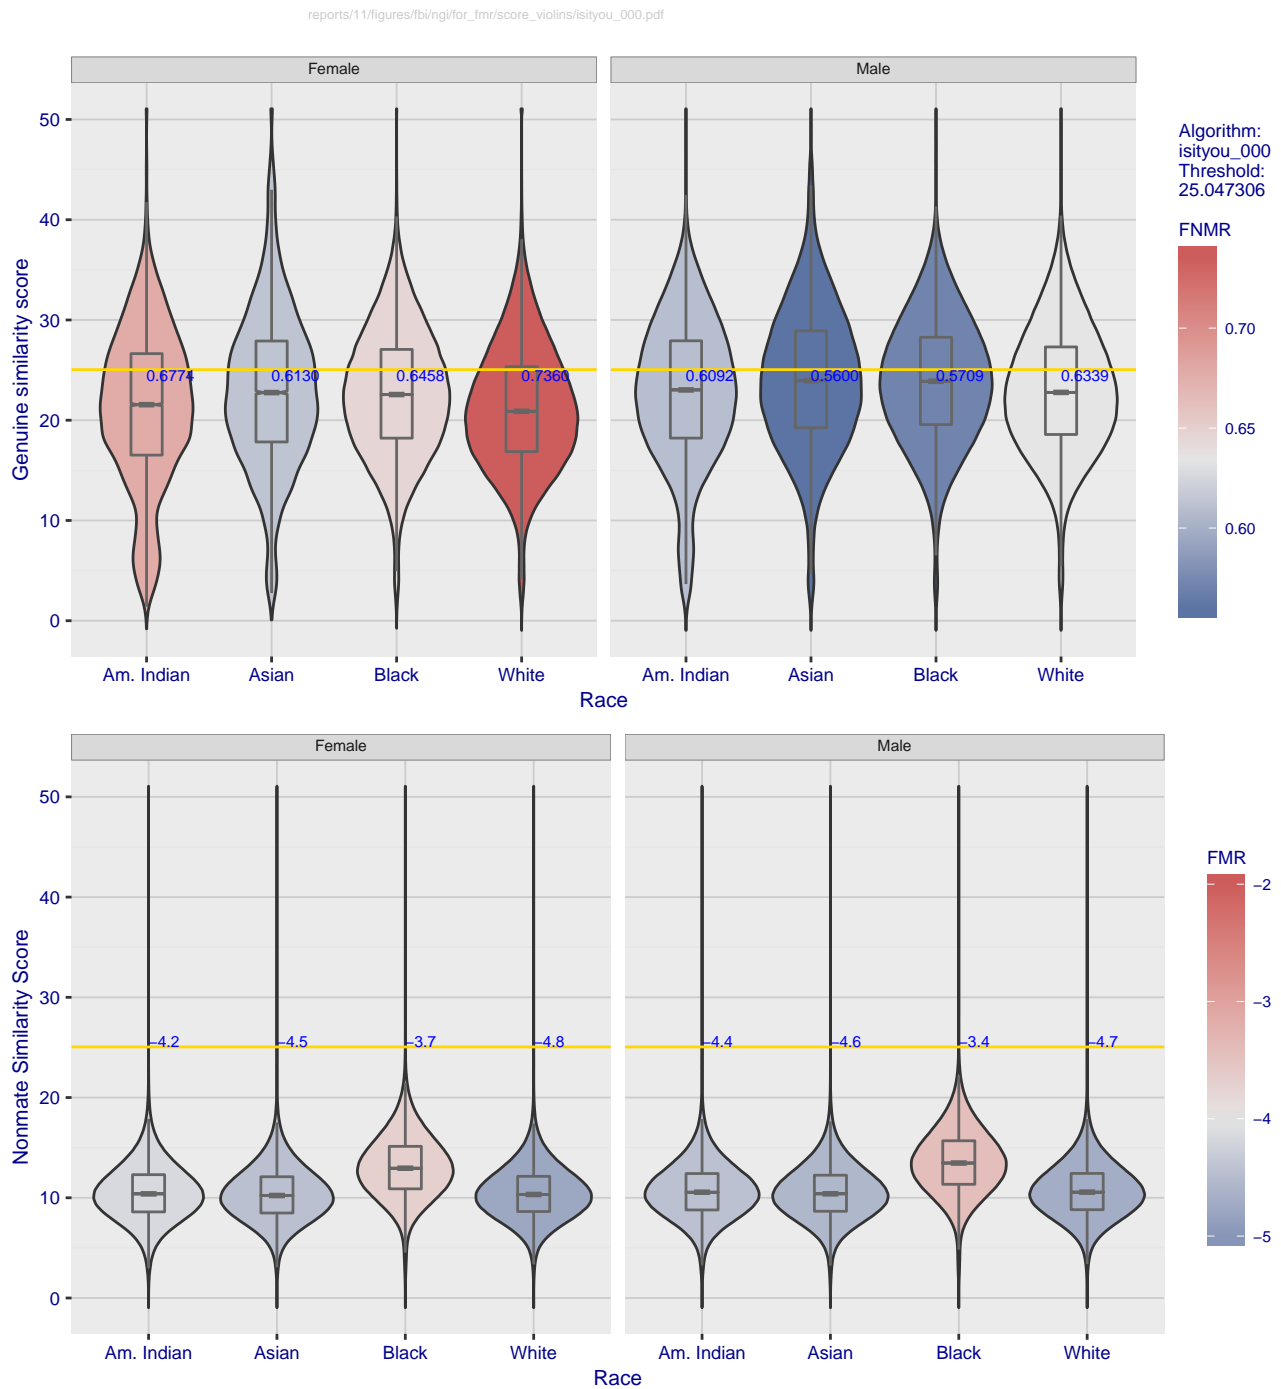 reports/11/figures/fbi/ngi/for_fmr/score_violins/isityou_000.pdf
Female
Male
Genuine similarity score
50
40
30
20
10
0
0.6774
0.6130
0.6458
0.7360
0.6092
0.5600
0.5709
0.6339
Am. Indian
Asian
Black
White
Am. Indian
Asian
Black
White
Race
Algorithm:
isityou_000
Threshold:
25.047306
FNMR
0.70
0.65
0.60
Female
Male
Nonmate Similarity Score
50
40
30
20
10
0
−4.2
−4.5
−3.7
−4.8
−4.4
−4.6
−3.4
−4.7
Am. Indian
Asian
Black
White
Am. Indian
Asian
Black
White
Race
FMR
−2
−3
−4
−5